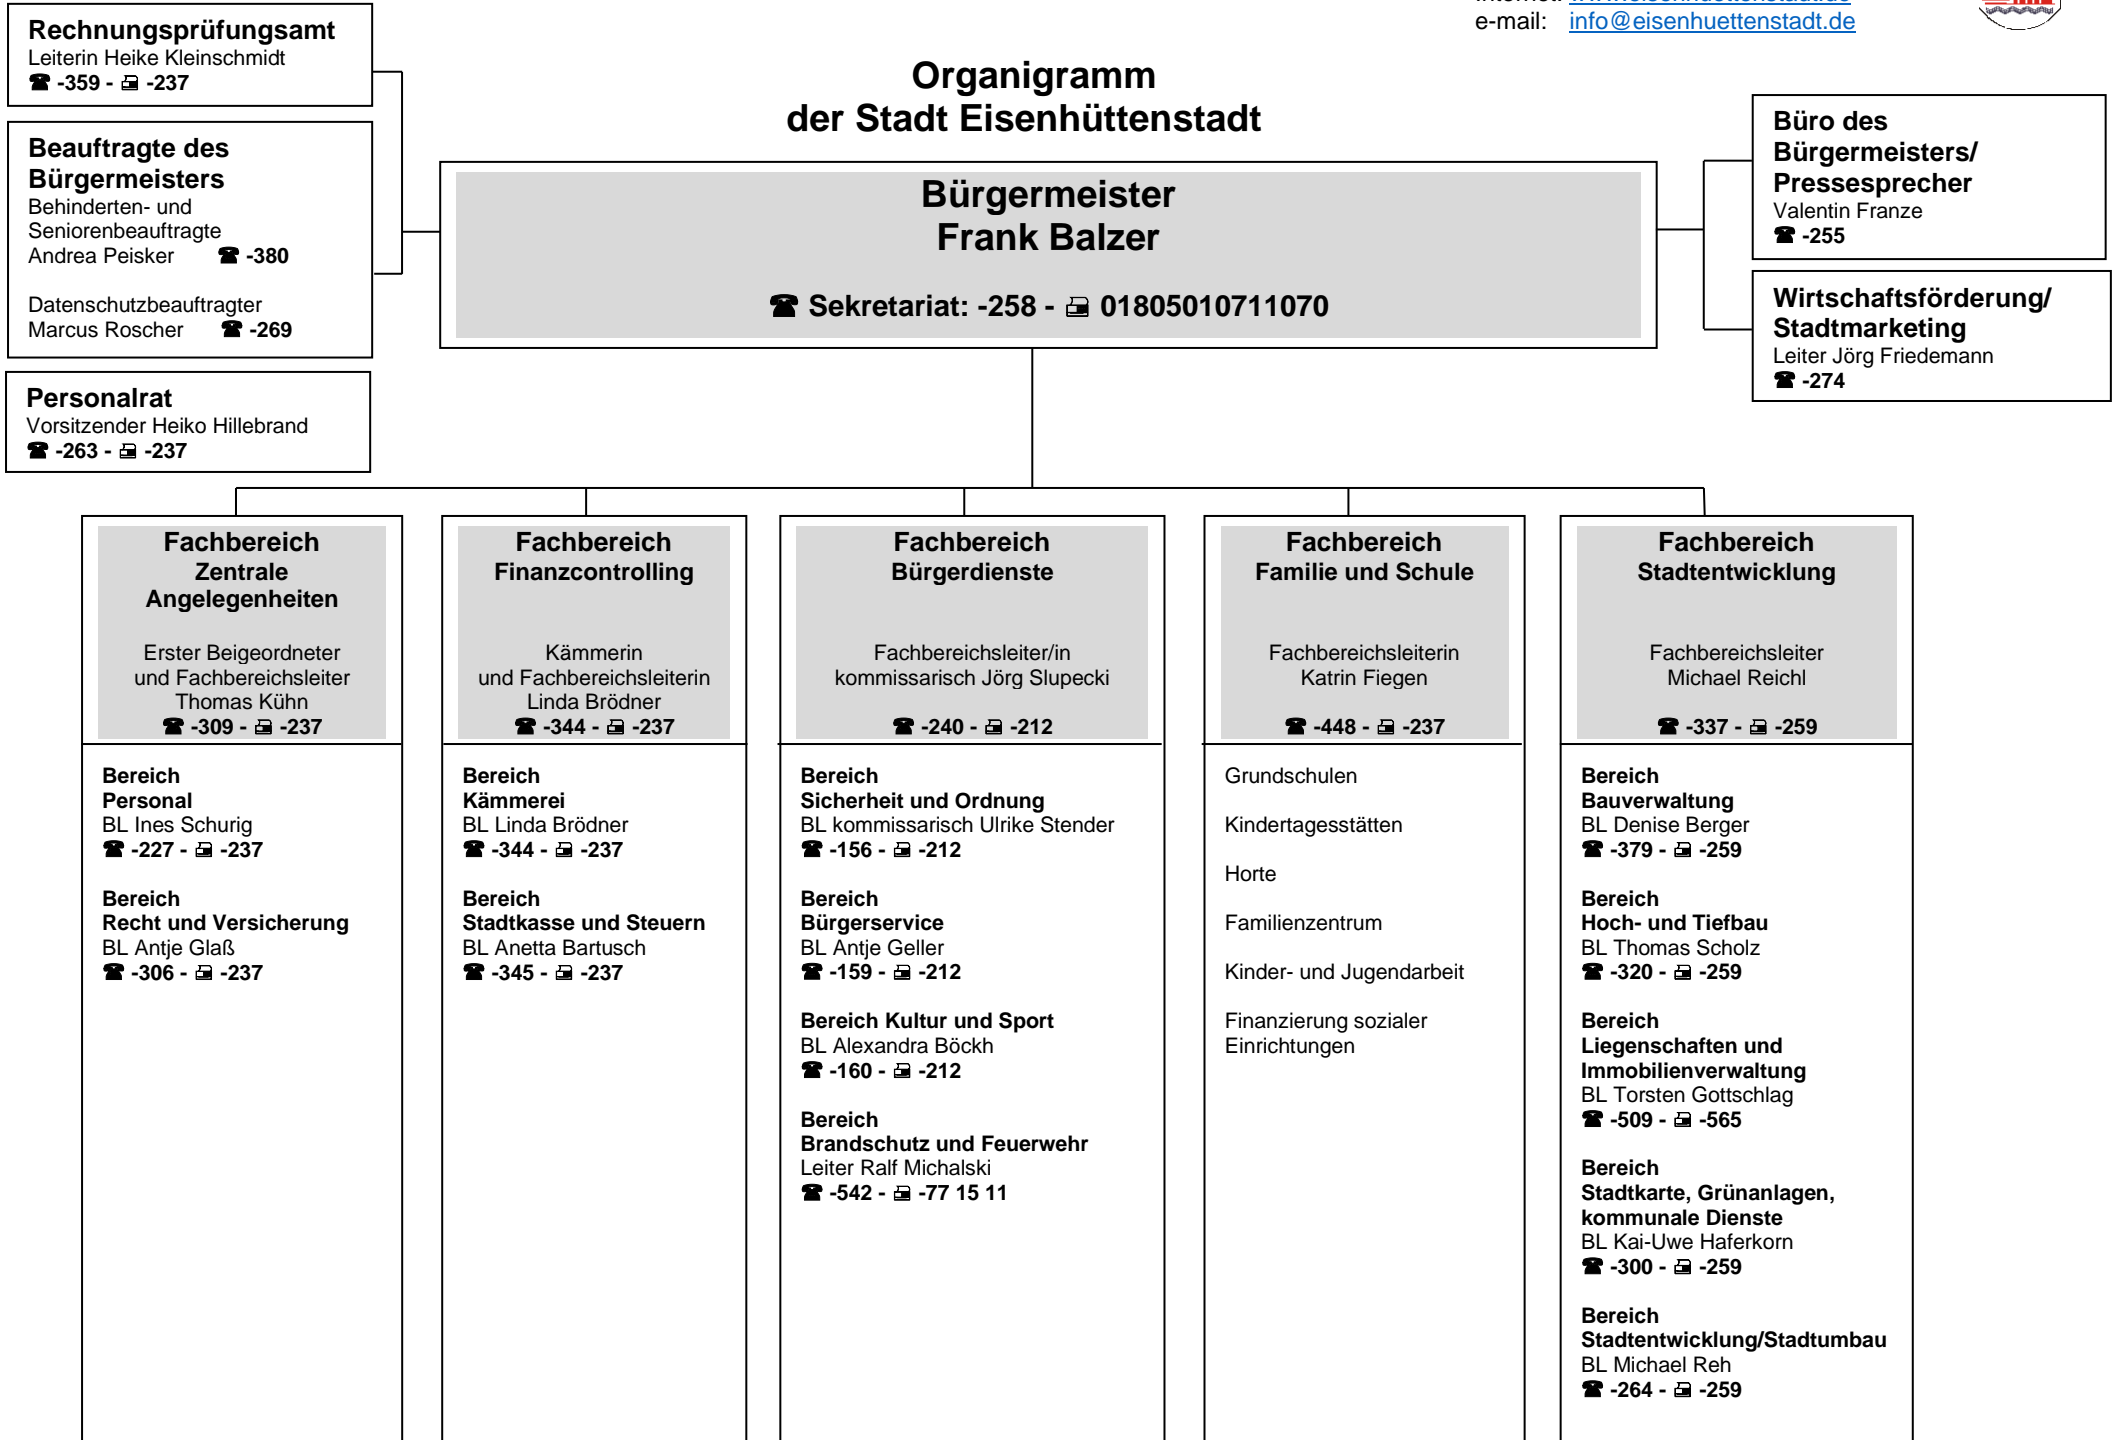 e-mail: info@eisenhuettenstadt.de
Rechnungsprüfungsamt
Leiterin Heike Kleinschmidt
☎ -359 - 📠 -237
Organigramm
der Stadt Eisenhüttenstadt
Beauftragte des
Bürgermeisters
Behinderten- und
Seniorenbeauftragte
Andrea Peisker ☎ -380
Datenschutzbeauftragter
Marcus Roscher ☎ -269
Bürgermeister
Frank Balzer
☎ Sekretariat: -258 - 📠 01805010711070
Büro des
Bürgermeisters/
Pressesprecher
Valentin Franze
☎ -255
Wirtschaftsförderung/
Stadtmarketing
Leiter Jörg Friedemann
☎ -274
Personalrat
Vorsitzender Heiko Hillebrand
☎ -263 - 📠 -237
Fachbereich
Zentrale
Angelegenheiten
Erster Beigeordneter
und Fachbereichsleiter
Thomas Kühn
☎ -309 - 📠 -237
Bereich
Personal
BL Ines Schurig
☎ -227 - 📠 -237
Bereich
Recht und Versicherung
BL Antje Glaß
☎ -306 - 📠 -237
Fachbereich
Finanzcontrolling
Kämmerin
und Fachbereichsleiterin
Linda Brödner
☎ -344 - 📠 -237
Bereich
Kämmerei
BL Linda Brödner
☎ -344 - 📠 -237
Bereich
Stadtkasse und Steuern
BL Anetta Bartusch
☎ -345 - 📠 -237
Fachbereich
Bürgerdienste
Fachbereichsleiter/in
kommissarisch Jörg Slupecki
☎ -240 - 📠 -212
Bereich
Sicherheit und Ordnung
BL kommissarisch Ulrike Stender
☎ -156 - 📠 -212
Bereich
Bürgerservice
BL Antje Geller
☎ -159 - 📠 -212
Bereich Kultur und Sport
BL Alexandra Böckh
☎ -160 - 📠 -212
Bereich
Brandschutz und Feuerwehr
Leiter Ralf Michalski
☎ -542 - 📠 -77 15 11
Fachbereich
Familie und Schule
Fachbereichsleiterin
Katrin Fiegen
☎ -448 - 📠 -237
Grundschulen
Kindertagesstätten
Horte
Familienzentrum
Kinder- und Jugendarbeit
Finanzierung sozialer
Einrichtungen
Fachbereich
Stadtentwicklung
Fachbereichsleiter
Michael Reichl
☎ -337 - 📠 -259
Bereich
Bauverwaltung
BL Denise Berger
☎ -379 - 📠 -259
Bereich
Hoch- und Tiefbau
BL Thomas Scholz
☎ -320 - 📠 -259
Bereich
Liegenschaften und
Immobilienverwaltung
BL Torsten Gottschlag
☎ -509 - 📠 -565
Bereich
Stadtkarte, Grünanlagen,
kommunale Dienste
BL Kai-Uwe Haferkorn
☎ -300 - 📠 -259
Bereich
Stadtentwicklung/Stadtumbau
BL Michael Reh
☎ -264 - 📠 -259